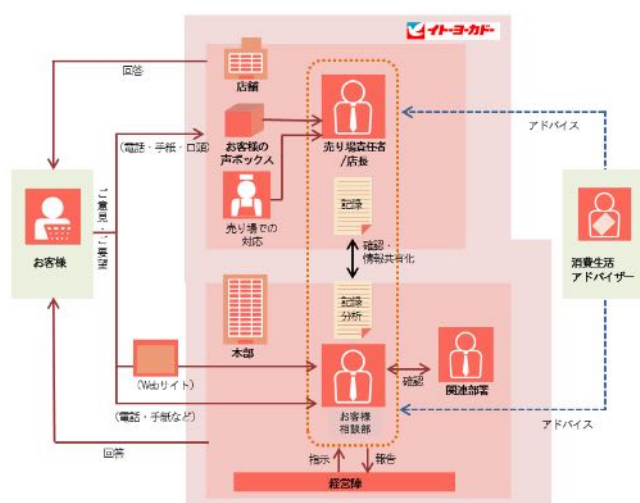 イトーヨーカドー
回答
店舗
(電話・手紙・口頭)
お客様の
声ボックス
売り場責任者
/店長
アドバイス
ご意見・ご要望
お客様
売り場での
対応
記録
確認・
情報共有化
消費生活
アドバイザー
記録
分析
本部
(Webサイト)
確認
関連部署
(電話・手紙など)
お客様
相談部
アドバイス
回答
指示
報告
経営陣